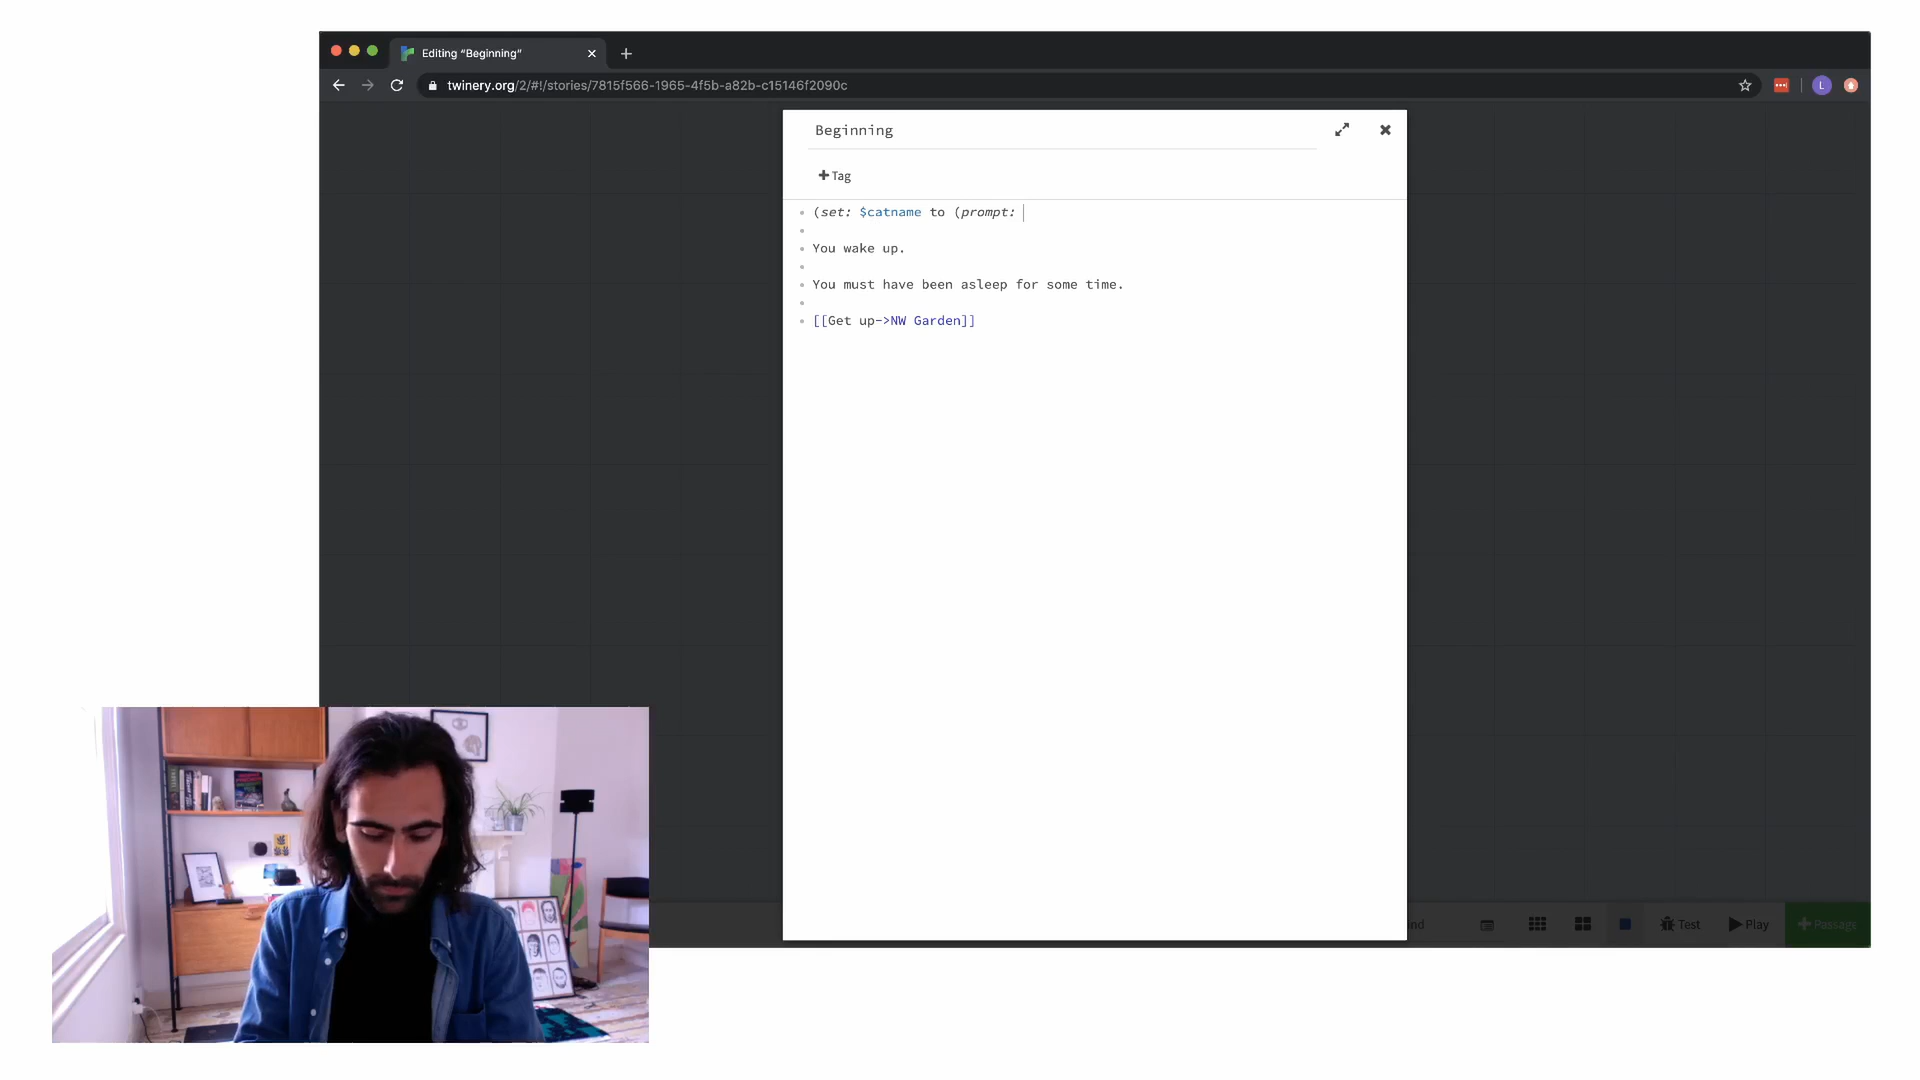 Editing “Beginning”
twinery.org/2/#!/stories/7815f566-1965-4f5b-a82b-c15146f2090c
L
Beginning
Tag
(set: $catname to (prompt:
You wake up.
You must have been asleep for some time.
[[Get up->NW Garden]]
ind
Test
Play
Passage